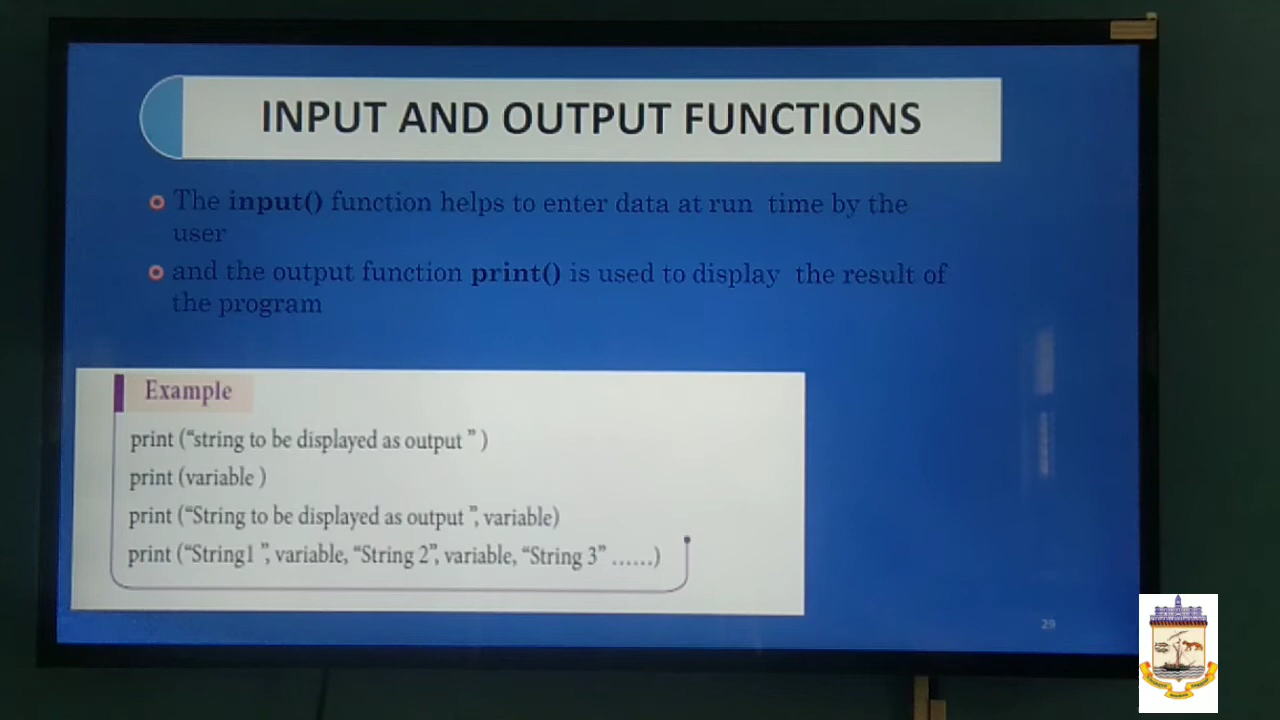 INPUT AND OUTPUT FUNCTIONS
The input() function helps to enter data at run time by the
user
and the output function print() is used to display the result of
the program
Example
print (“string to be displayed as output ” )
print (variable )
print (“String to be displayed as output ”, variable)
print (“String1 ”, variable, “String 2”, variable, “String 3” ……)
29